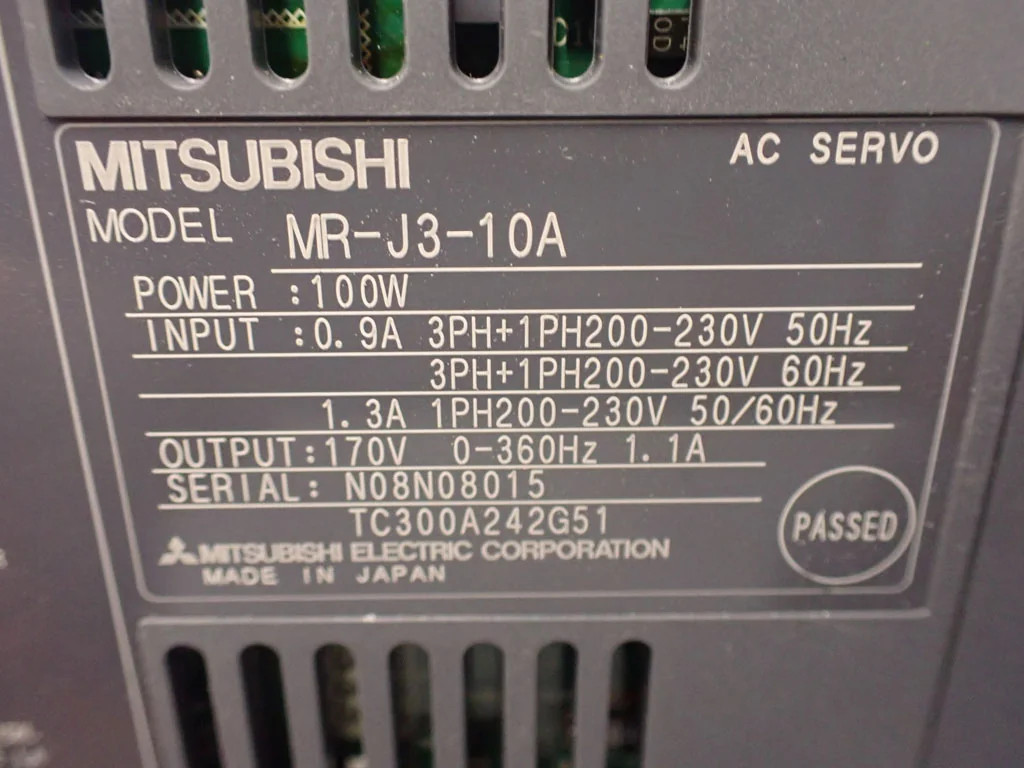 MITSUBISHI
AC SERVO
MODEL MR-J3-10A
POWER :100W
INPUT :0.9A 3PH+1PH200-230V 50Hz
3PH+1PH200-230V 60Hz
1.3A 1PH200-230V 50/60Hz
OUTPUT:170V 0-360Hz 1.1A
SERIAL: N08N08015
TC300A242G51
PASSED
MITSUBISHI ELECTRIC CORPORATION
MADE IN JAPAN